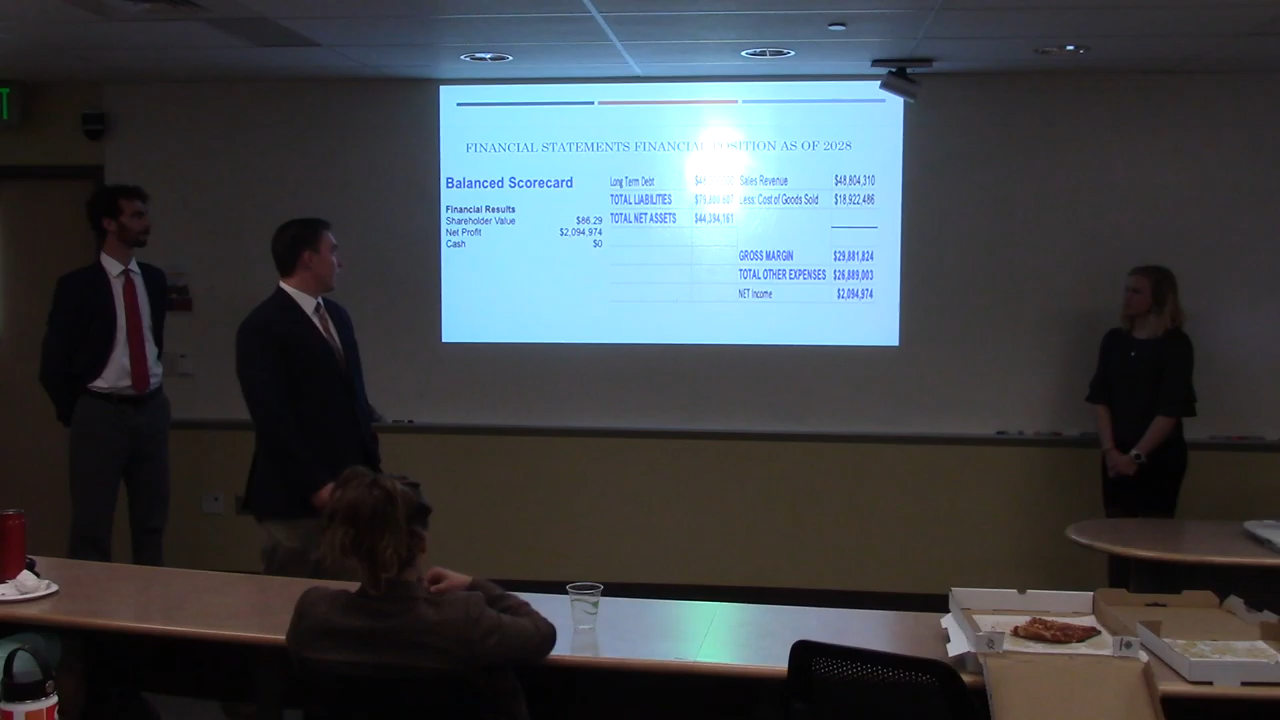 FINANCIAL STATEMENTS FINANCIAL POSITION AS OF 2028
Balanced Scorecard
Financial Results
Shareholder Value $86.29
Net Profit $2,094,974
Cash $0
Long Term Debt
TOTAL LIABILITIES
TOTAL NET ASSETS $44,394,161
Sales Revenue $48,804,310
Less: Cost of Goods Sold $18,922,486
GROSS MARGIN $29,881,824
TOTAL OTHER EXPENSES $26,889,003
NET Income $2,094,974
T